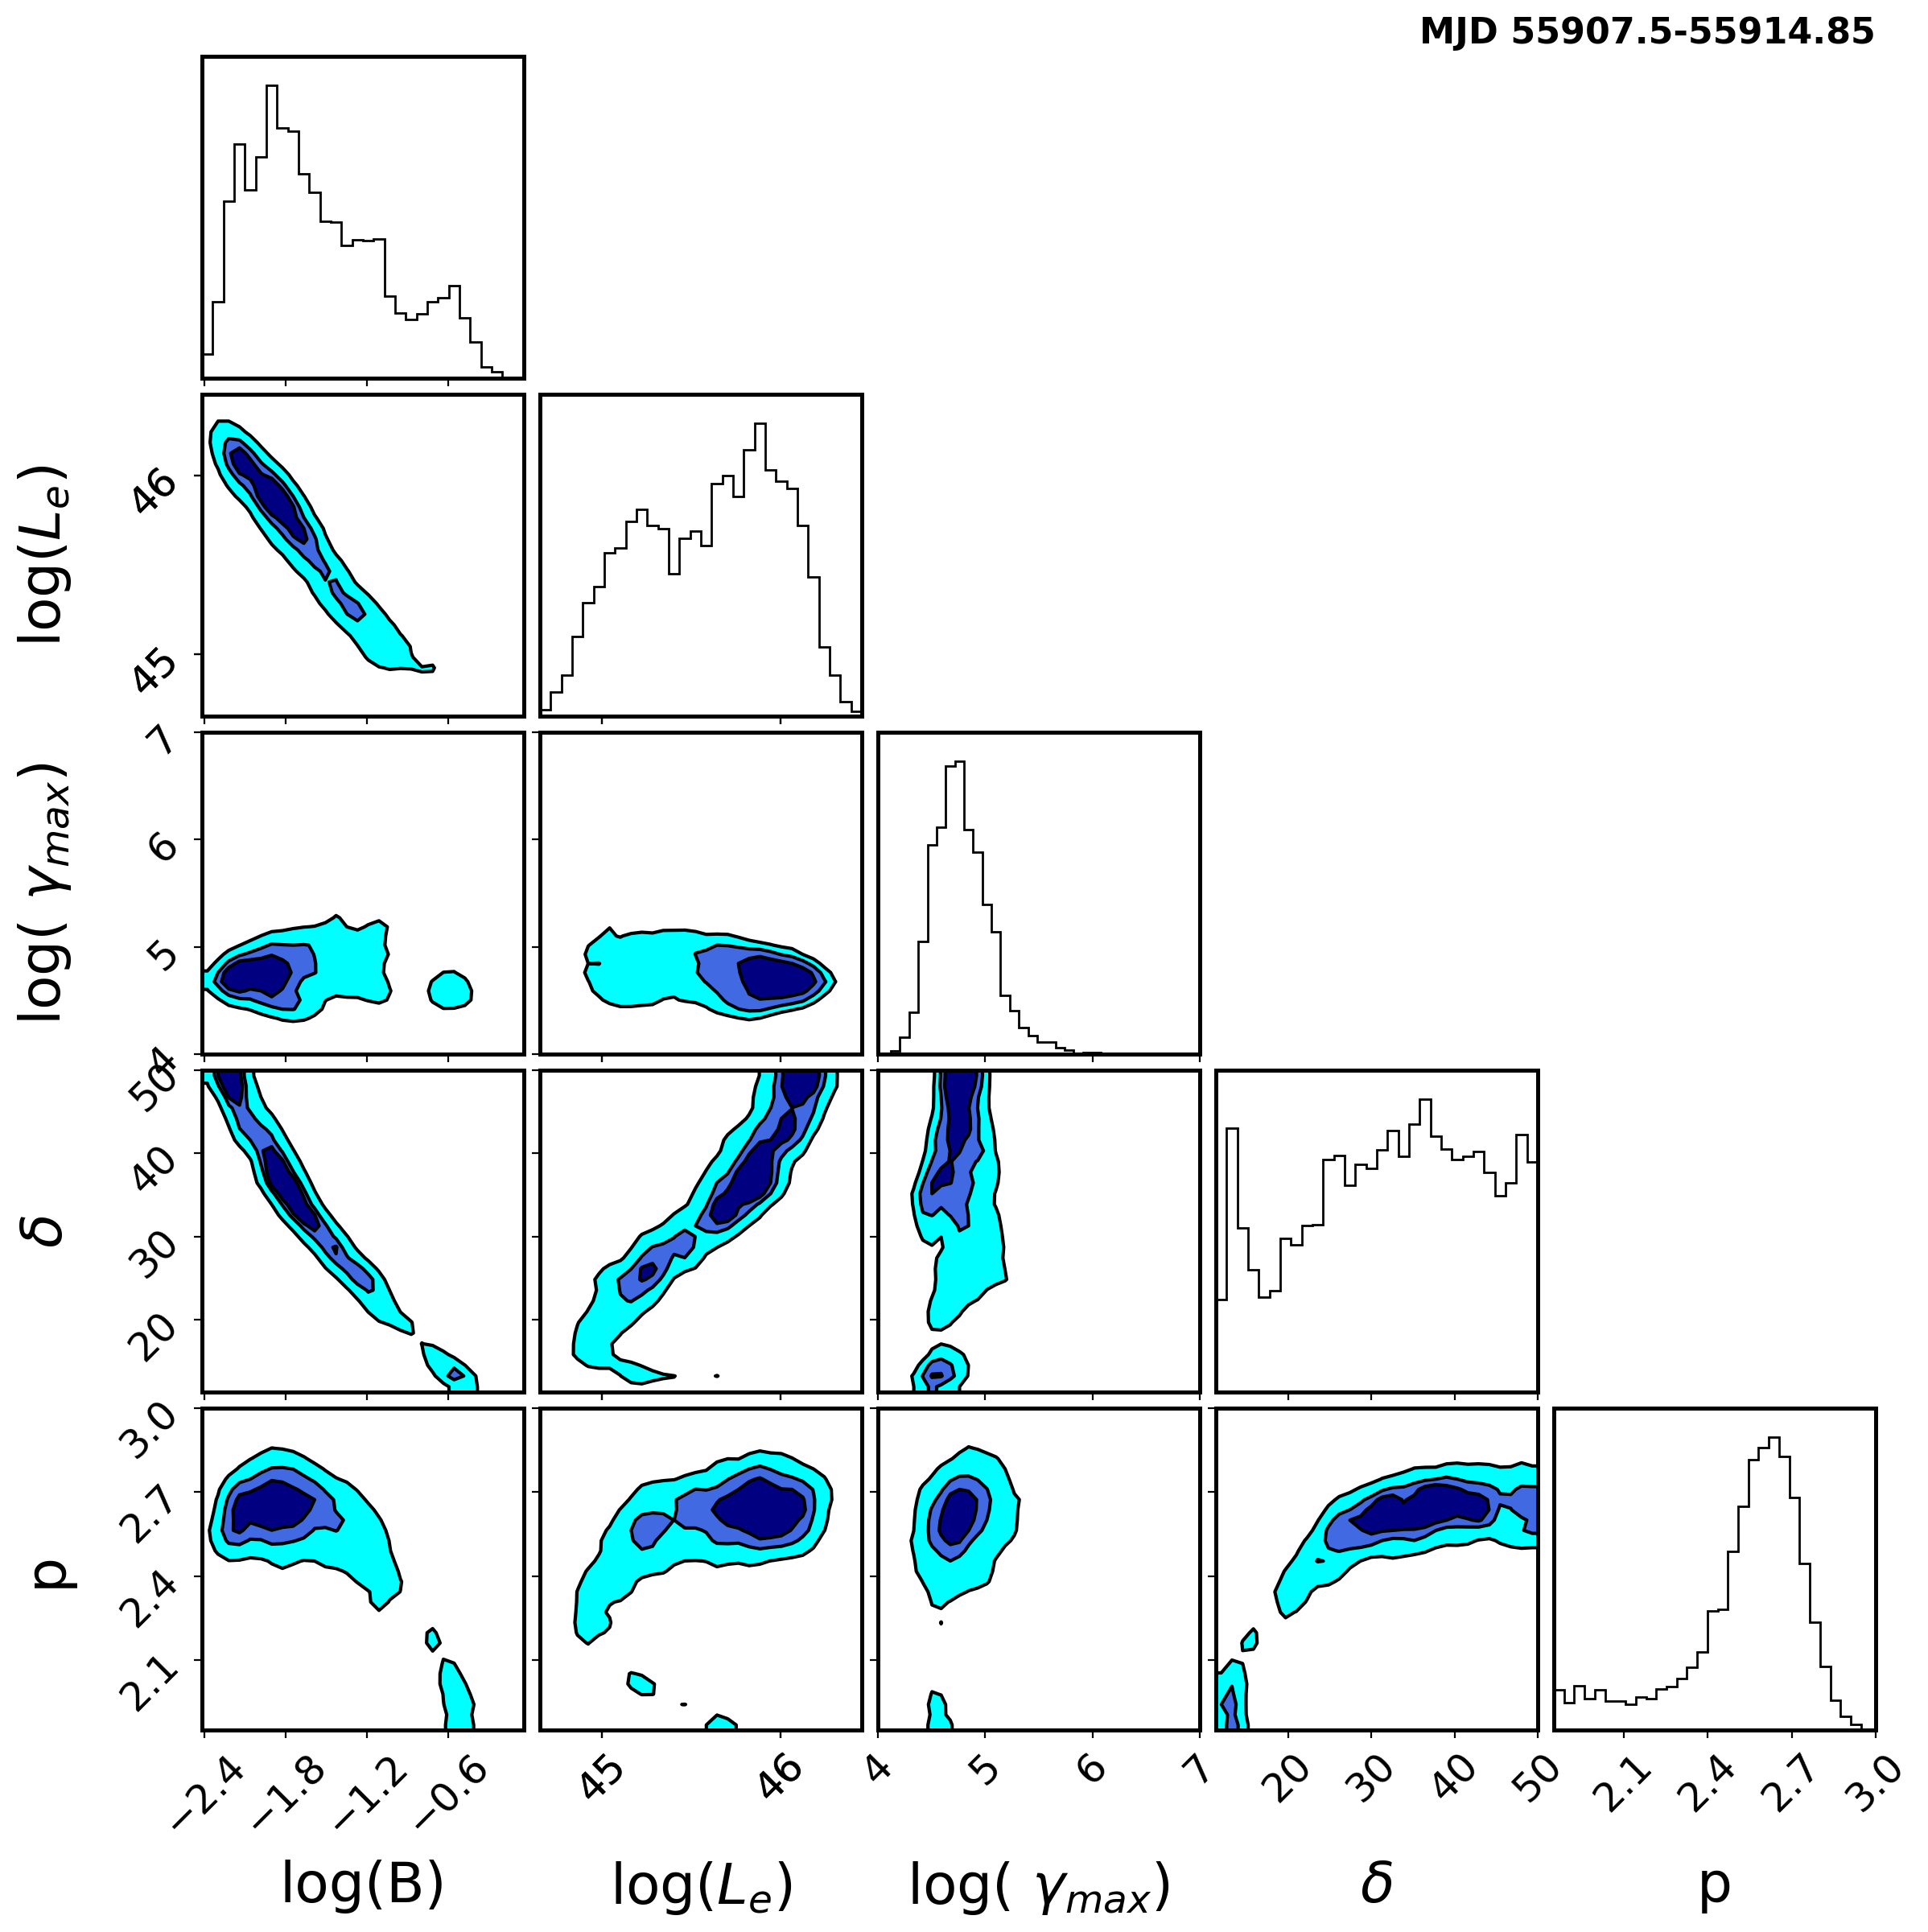 MJD 55907.5-55914.85
log(Lₑ)
46
45
log( γₘₐₓ)
7
6
5
4
δ
50
40
30
20
p
3.0
2.7
2.4
2.1
−2.4 −1.8 −1.2 −0.6 45 46 4 5 6 7 20 30 40 50 2.1 2.4 2.7 3.0
log(B) log(Lₑ) log( γₘₐₓ) δ p